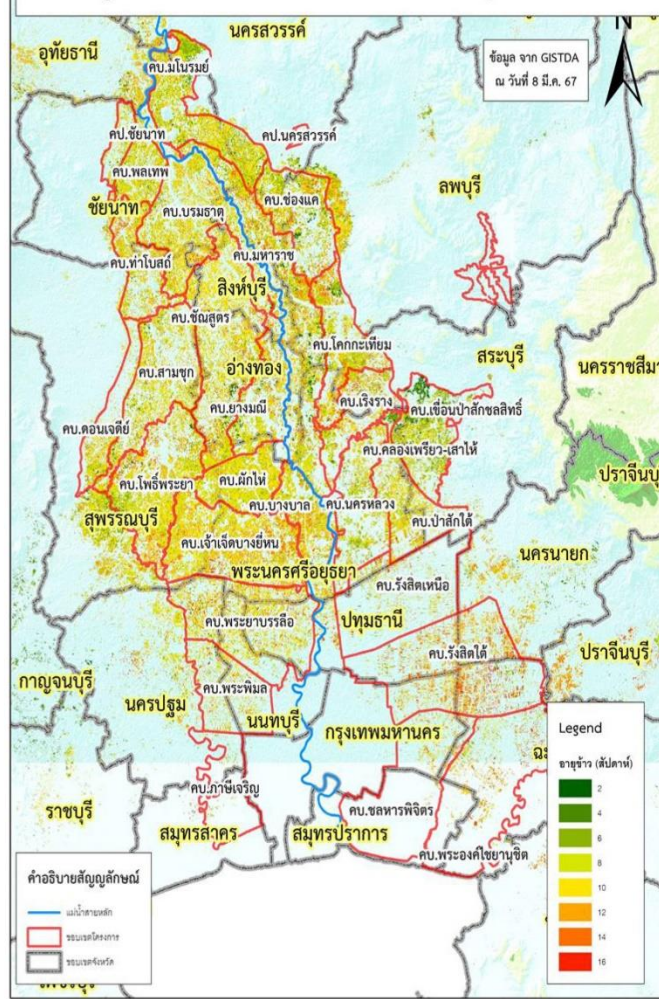 นครสวรรค์
N
อุทัยธานี
ข้อมูล จาก GISTDA
ณ วันที่ 8 มี.ค. 67
คบ.มโนรมย์
คป.ชัยนาท
คป.นครสวรรค์
คบ.พลเทพ
ลพบุรี
คบ.ช่องแค
ชัยนาท
คบ.บรมธาตุ
คบ.มหาราช
คบ.ท่าโบสถ์
สิงห์บุรี
คบ.ชัณสูตร
คบ.โคกกะเทียม
สระบุรี
นครราชสีมา
คบ.สามชุก
อ่างทอง
คบ.เริงราง
คบ.เขื่อนป่าสักชลสิทธิ์
คบ.ยางมณี
คบ.ดอนเจดีย์
คบ.คลองเพรียว-เสาไห้
คบ.โพธิ์พระยา
คบ.ผักไห่
ปราจีนบุ
คบ.บางบาล
คบ.นครหลวง
คบ.ป่าสักใต้
สุพรรณบุรี
คบ.เจ้าเจ็ดบางยี่หน
นครนายก
พระนครศรีอยุธยา
คบ.รังสิตเหนือ
คบ.พระยาบรรลือ
ปทุมธานี
คบ.รังสิตใต้
ปราจีนบุรี
กาญจนบุรี
คบ.พระพิมล
นครปฐม
นนทบุรี
กรุงเทพมหานคร
Legend
ฉะ
อายุข้าว (สัปดาห์)
2
4
6
8
10
12
14
16
คบ.ภาษีเจริญ
ราชบุรี
คบ.ชลหารพิจิตร
สมุทรสาคร
สมุทรปราการ
คบ.พระองค์ไชยานุชิต
คำอธิบายสัญญลักษณ์
แม่น้ำสายหลัก
ขอบเขตโครงการ
ขอบเขตจังหวัด